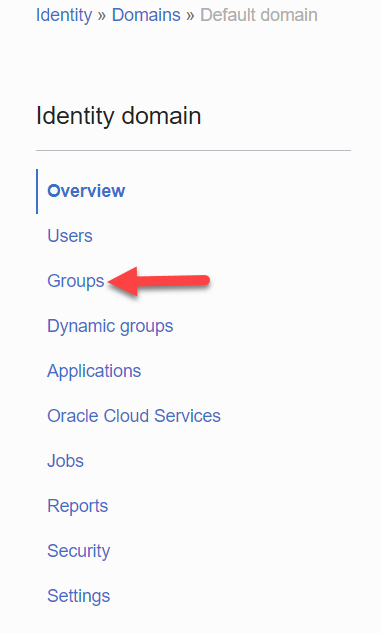 Identity » Domains » Default domain
Identity domain
Overview
Users
Groups
Dynamic groups
Applications
Oracle Cloud Services
Jobs
Reports
Security
Settings